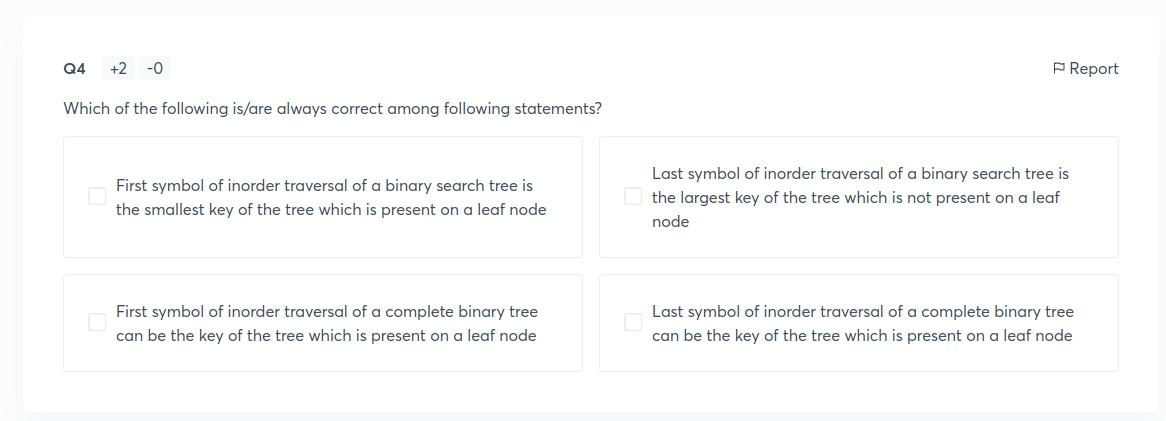 Q4 +2 -0 Report
Which of the following is/are always correct among following statements?
First symbol of inorder traversal of a binary search tree is
the smallest key of the tree which is present on a leaf node
Last symbol of inorder traversal of a binary search tree is
the largest key of the tree which is not present on a leaf
node
First symbol of inorder traversal of a complete binary tree
can be the key of the tree which is present on a leaf node
Last symbol of inorder traversal of a complete binary tree
can be the key of the tree which is present on a leaf node